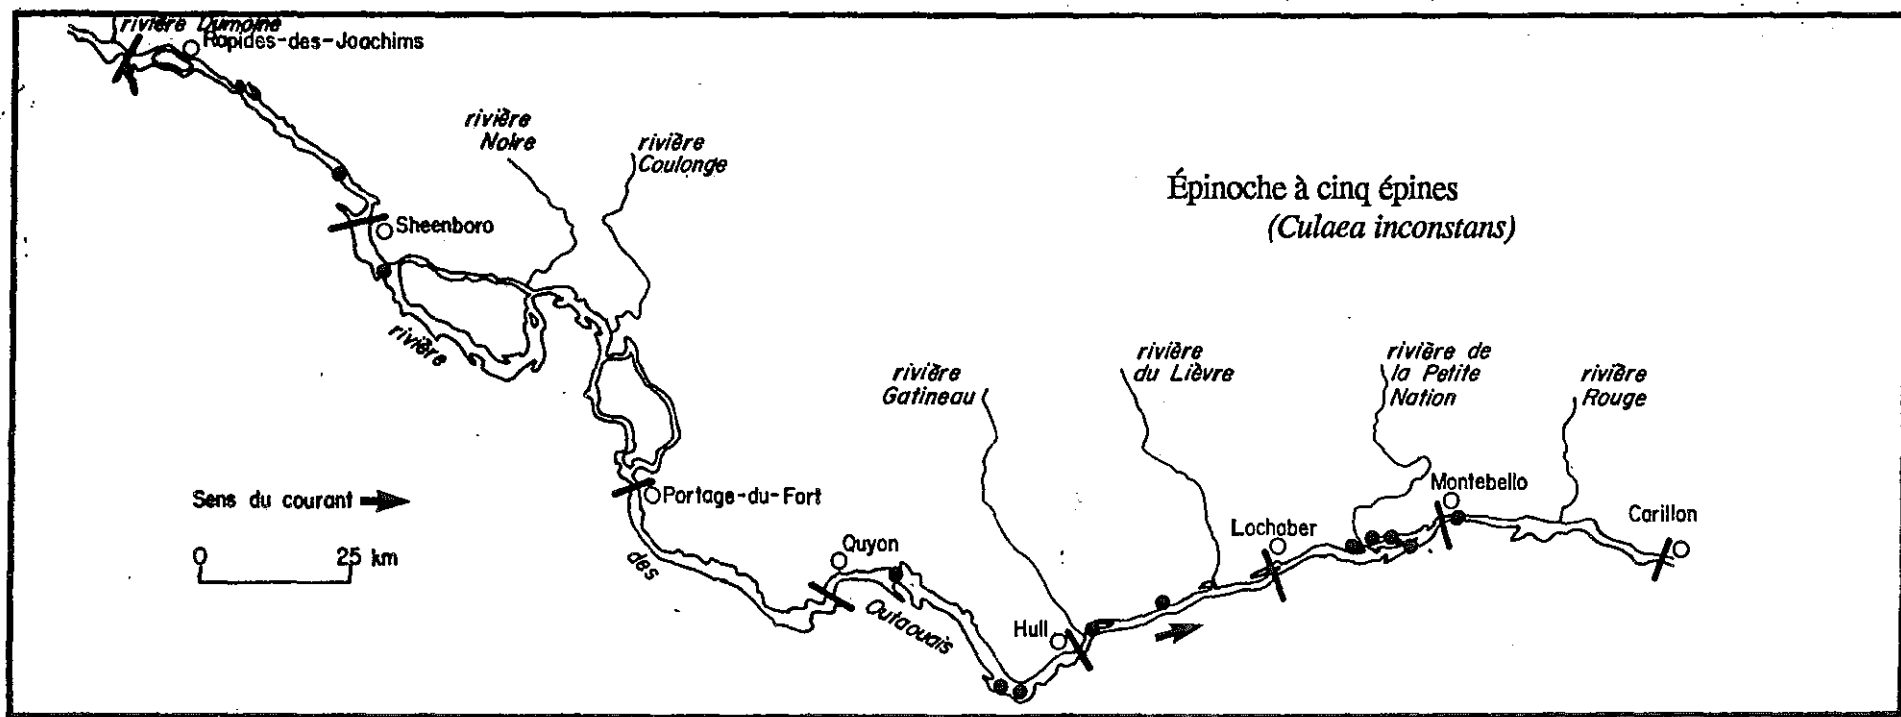 rivière Dumoine
Rapides-des-Joachims
rivière
Noire
rivière
Coulonge
Épinoche à cinq épines
(Culaea inconstans)
Sheenboro
rivière
rivière
Gatineau
rivière
du Lièvre
rivière de
la Petite
Nation
rivière
Rouge
Sens du courant
0 25 km
Portage-du-Fort
des
Quyon
Outaouais
Hull
Lochaber
Montebello
Carillon